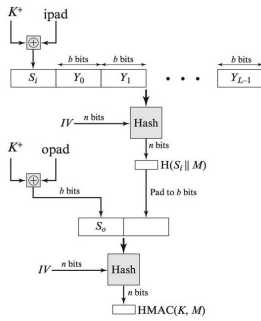 K+ ipad
b bits b bits b bits
Si Y0 Y1 • • • YL–1
IV n bits Hash
n bits
H(Si || M)
K+ opad
b bits
Pad to b bits
So
IV n bits Hash
n bits
HMAC(K, M)